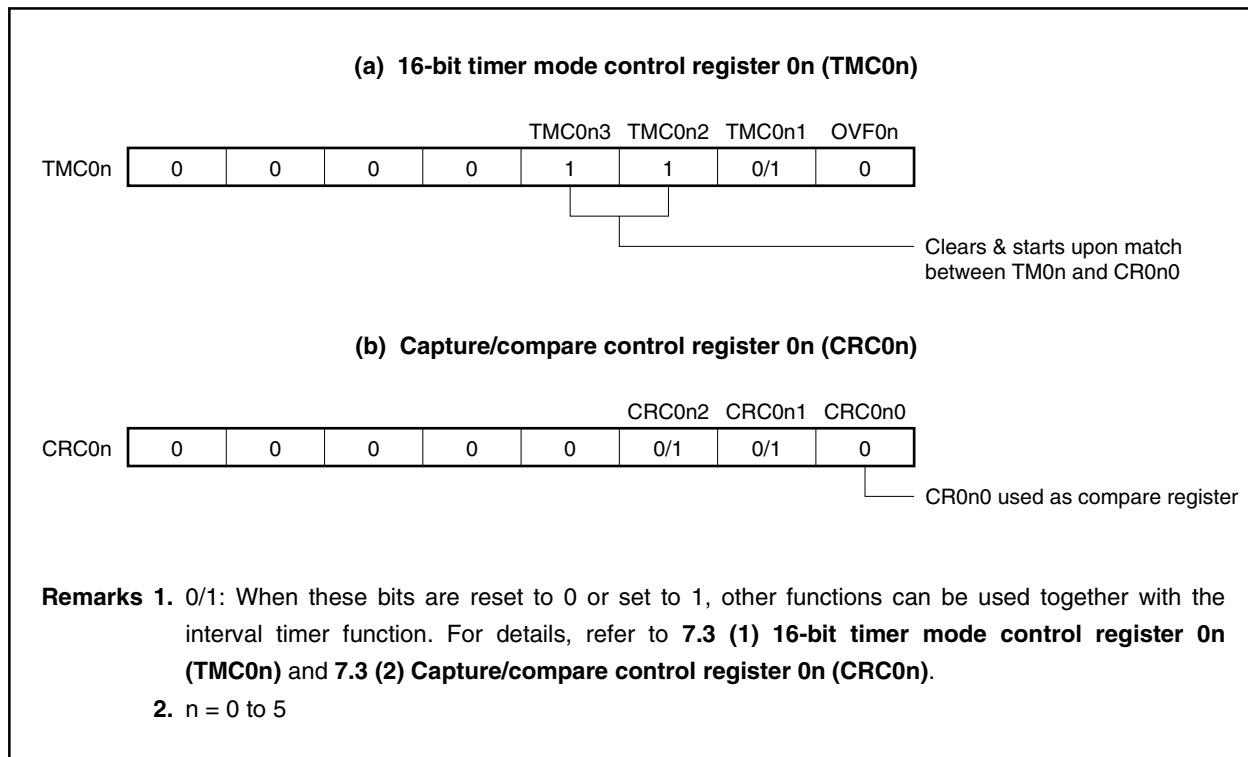 (a) 16-bit timer mode control register 0n (TMC0n)
TMC0n3 TMC0n2 TMC0n1 OVF0n
TMC0n 0 0 0 0 1 1 0/1 0
Clears & starts upon match
between TM0n and CR0n0
(b) Capture/compare control register 0n (CRC0n)
CRC0n2 CRC0n1 CRC0n0
CRC0n 0 0 0 0 0 0/1 0/1 0
CR0n0 used as compare register
Remarks 1. 0/1: When these bits are reset to 0 or set to 1, other functions can be used together with the
interval timer function. For details, refer to 7.3 (1) 16-bit timer mode control register 0n
(TMC0n) and 7.3 (2) Capture/compare control register 0n (CRC0n).
2. n = 0 to 5